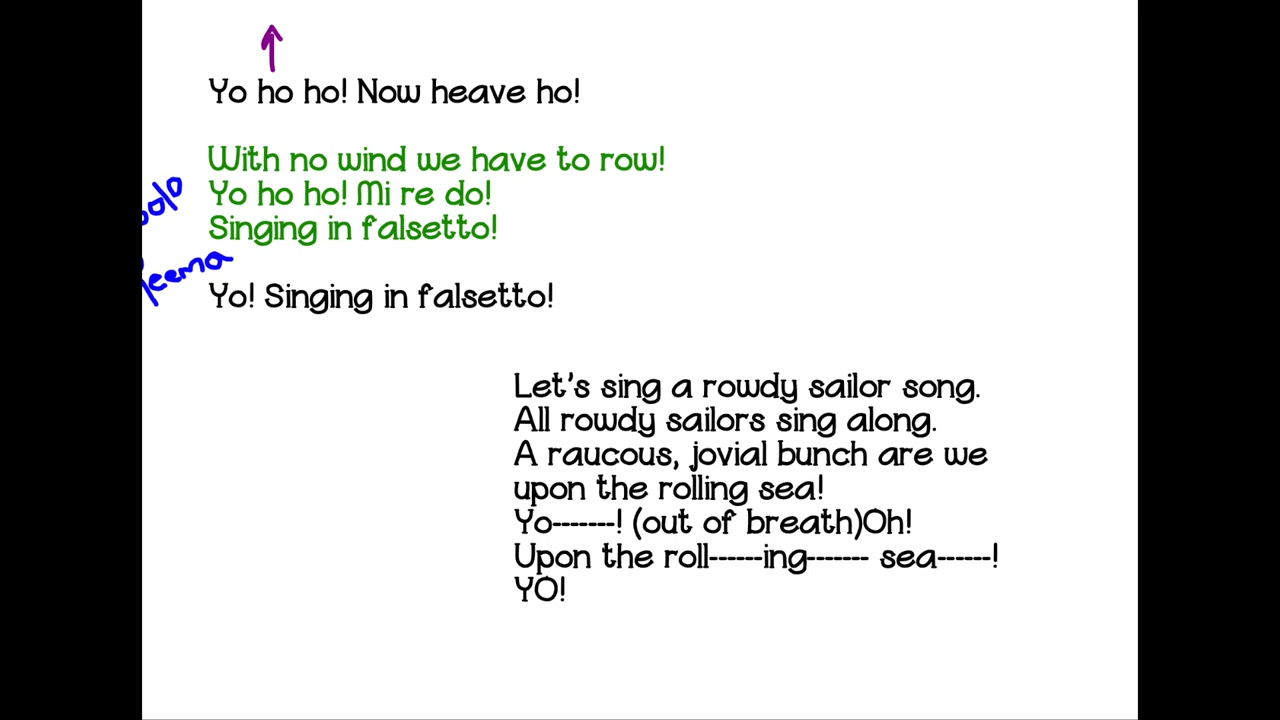 Yo ho ho! Now heave ho!
With no wind we have to row!
Yo ho ho! Mi re do!
Singing in falsetto!
Yo! Singing in falsetto!
Let's sing a rowdy sailor song.
All rowdy sailors sing along.
A raucous, jovial bunch are we
upon the rolling sea!
Yo-------! (out of breath)Oh!
Upon the roll------ing------- sea------!
YO!